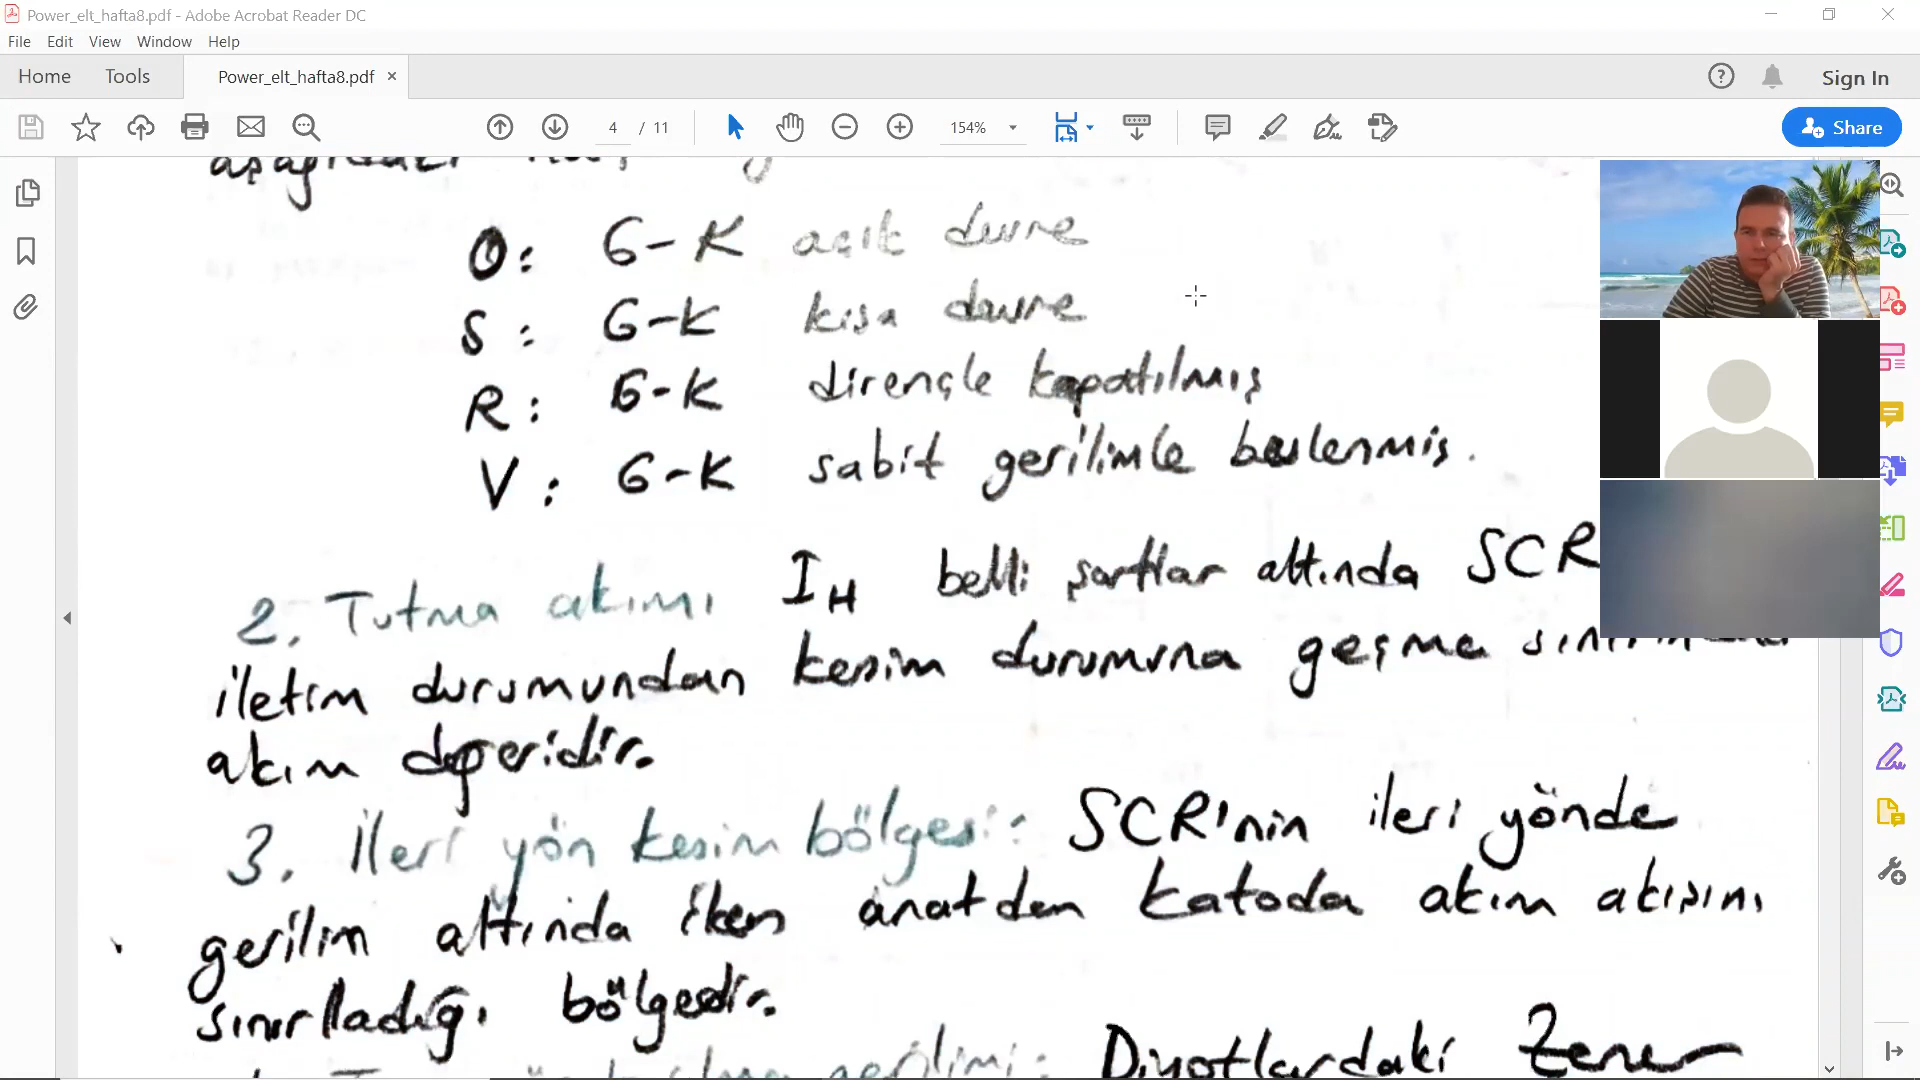 Power_elt_hafta8.pdf - Adobe Acrobat Reader DC
File Edit View Window Help
Home Tools Power_elt_hafta8.pdf × Sign In
4 / 11 154% Share
O: G-K açık devre
S: G-K kısa devre
R: G-K dirençle kapatılmış
V: G-K sabit gerilimle beslenmiş.
2. Tutma akımı I_H belli şartlar altında SCR
iletim durumundan kesim durumuna geçme
akım değeridir.
3. İleri yön kesim bölgesi: SCR'nin ileri yönde
gerilim altında iken anatden katoda akım akışını
sınırladığı bölgedir.
Diyotlardaki Zener